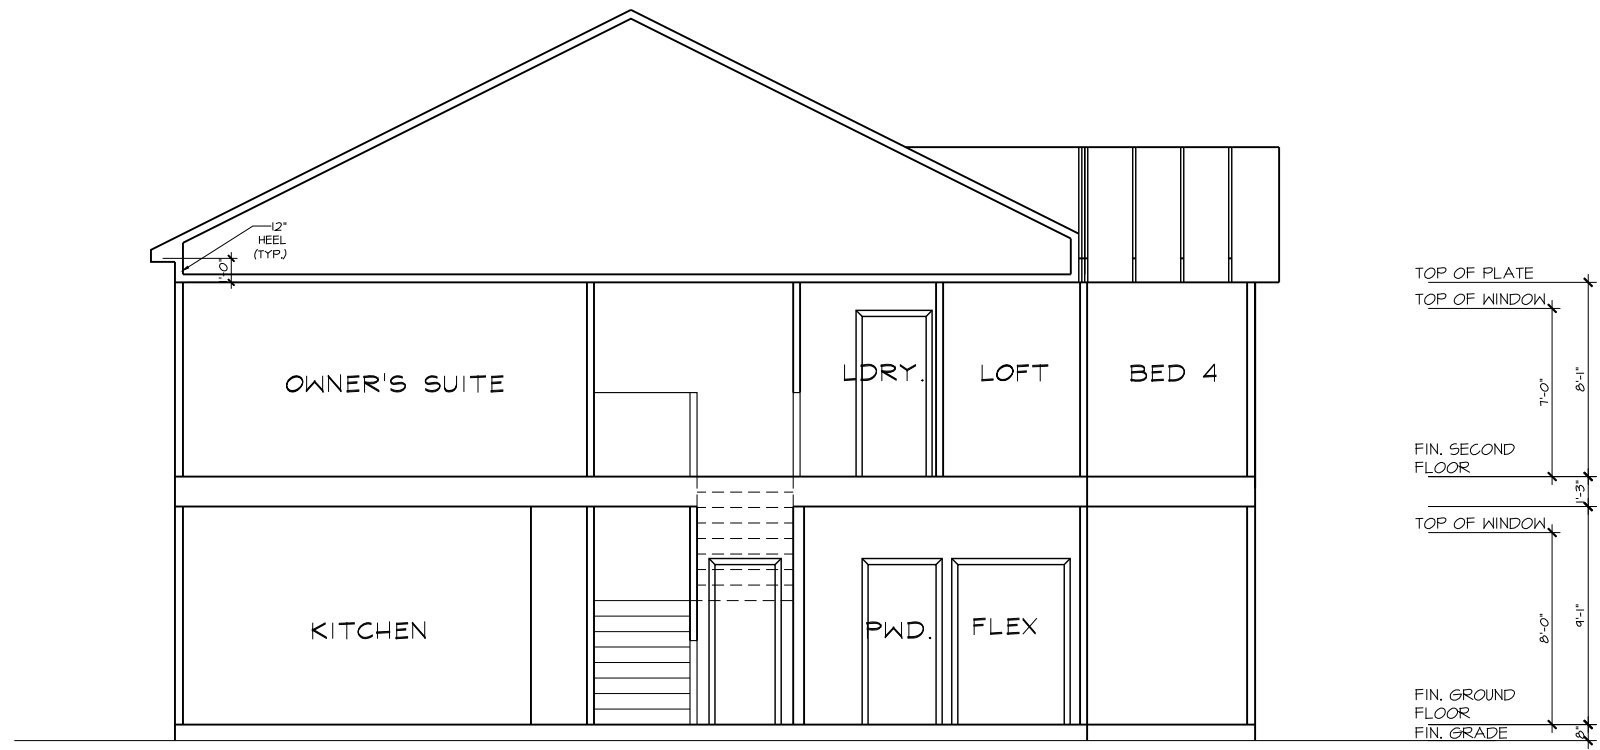 12"
HEEL
(TYP.)
1'-0"
TOP OF PLATE
TOP OF WINDOW
OWNER'S SUITE
LDRY.
LOFT
BED 4
7'-0"
8'-1"
FIN. SECOND
FLOOR
1'-3"
TOP OF WINDOW
KITCHEN
PWD.
FLEX
8'-0"
9'-1"
FIN. GROUND
FLOOR
FIN. GRADE
8"